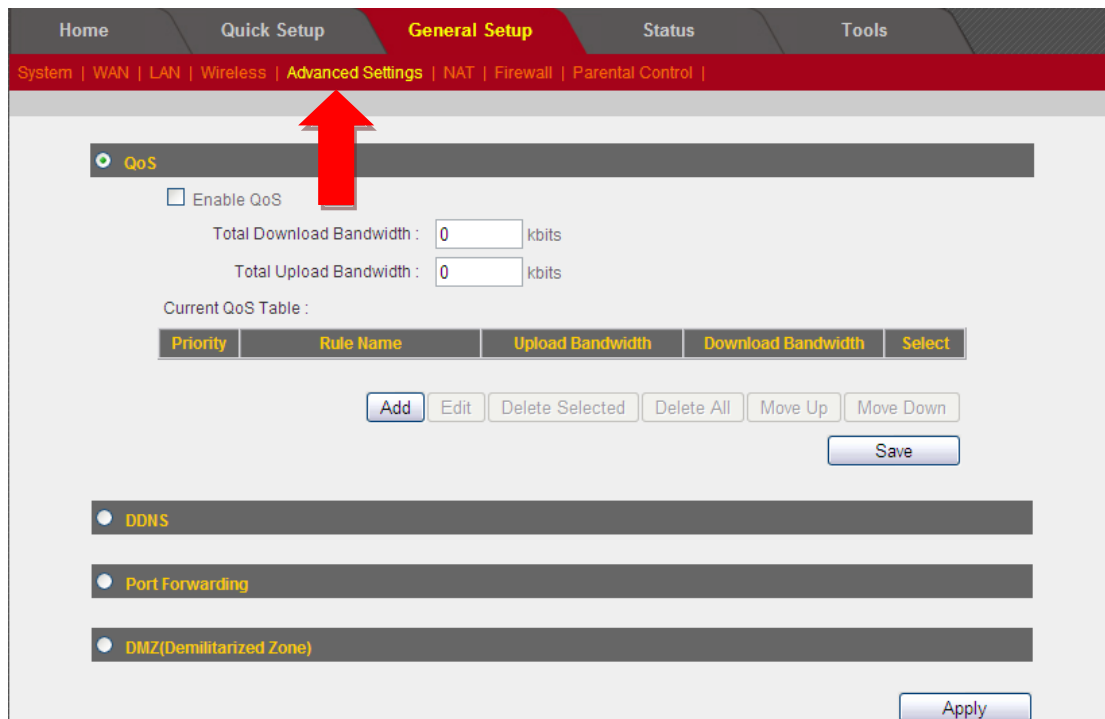 Home Quick Setup General Setup Status Tools
System | WAN | LAN | Wireless | Advanced Settings | NAT | Firewall | Parental Control |
QoS
Enable QoS
Total Download Bandwidth : 0 kbits
Total Upload Bandwidth : 0 kbits
Current QoS Table :
Priority Rule Name Upload Bandwidth Download Bandwidth Select
Add Edit Delete Selected Delete All Move Up Move Down
Save
DDNS
Port Forwarding
DMZ(Demilitarized Zone)
Apply